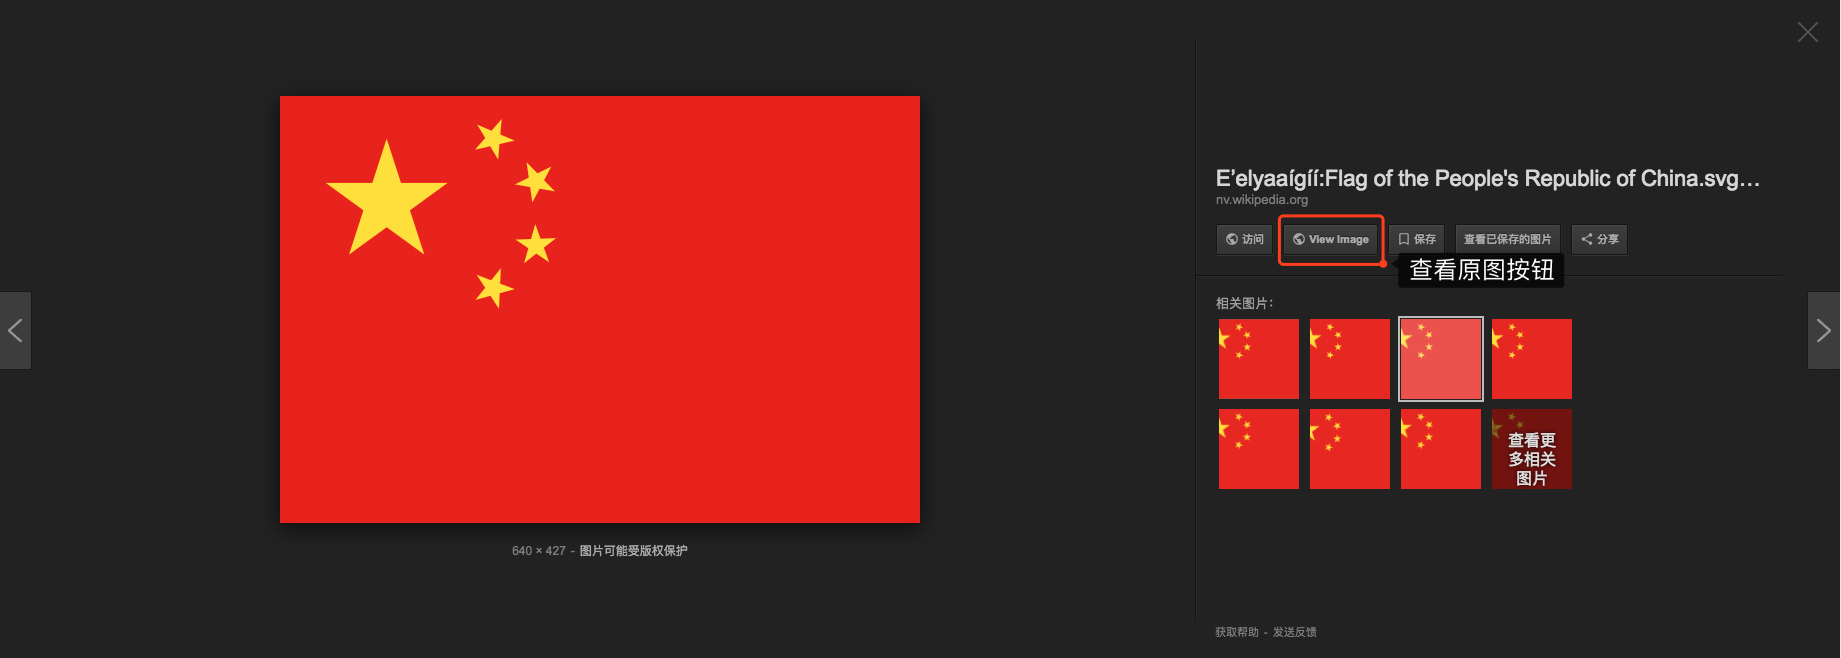 E’elyaaígíí:Flag of the People's Republic of China.svg…
nv.wikipedia.org
访问
View Image
保存
查看已保存的图片
分享
查看原图按钮
相关图片：
查看更
多相关
图片
640 × 427 - 图片可能受版权保护
获取帮助 - 发送反馈